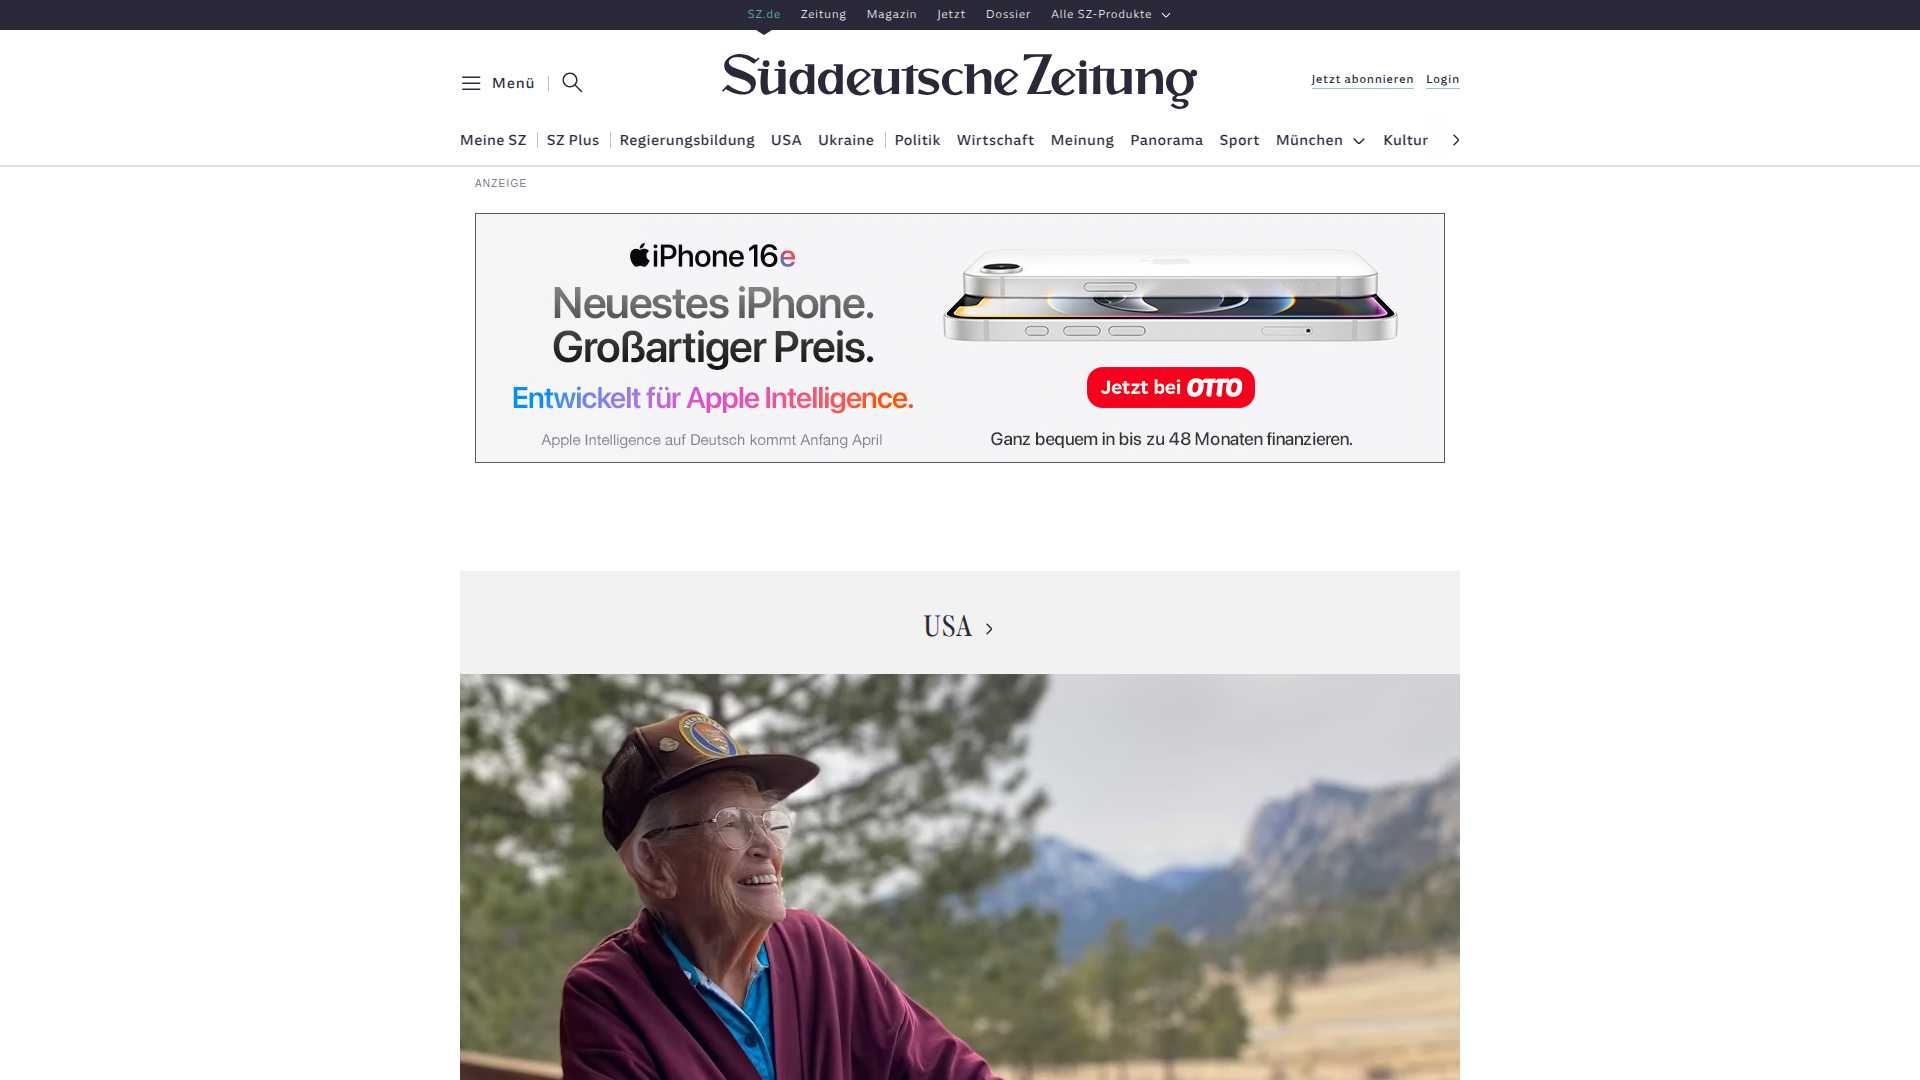 SZ.de Zeitung Magazin Jetzt Dossier Alle SZ-Produkte
Menü
Süddeutsche Zeitung
Jetzt abonnieren Login
Meine SZ SZ Plus Regierungsbildung USA Ukraine Politik Wirtschaft Meinung Panorama Sport München Kultur
ANZEIGE
iPhone 16e
Neuestes iPhone.
Großartiger Preis.
Entwickelt für Apple Intelligence.
Apple Intelligence auf Deutsch kommt Anfang April
Jetzt bei OTTO
Ganz bequem in bis zu 48 Monaten finanzieren.
USA